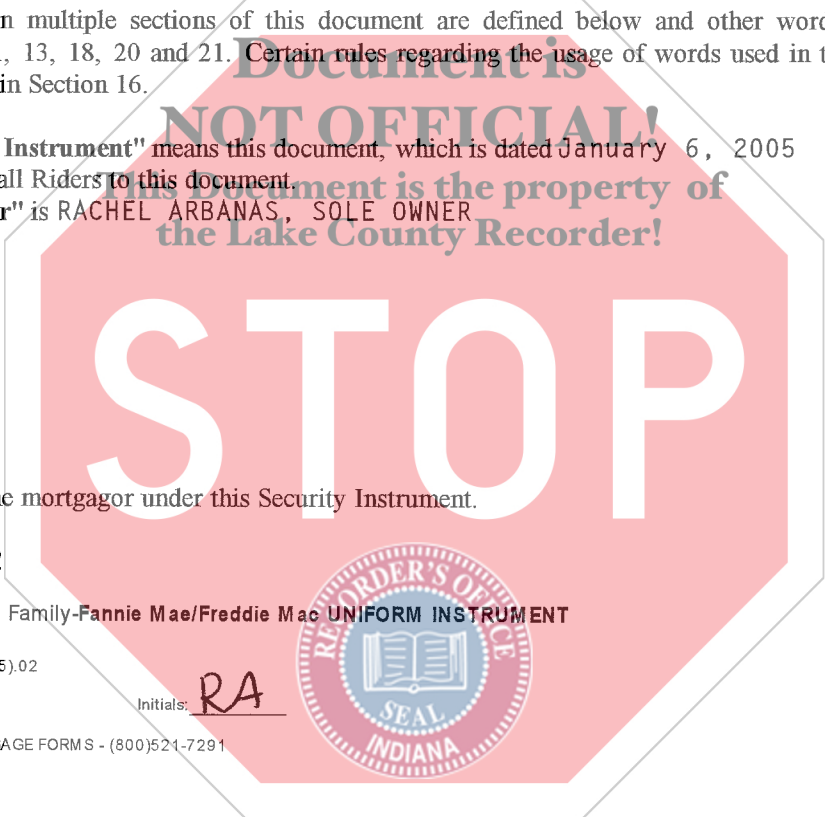 n multiple sections of this document are defined below and other word
, 13, 18, 20 and 21. Certain rules regarding the usage of words used in t
in Section 16.
Document is
NOT OFFICIAL!
Instrument" means this document, which is dated January 6, 2005
all Riders to this document.
This Document is the property of
r" is RACHEL ARBANAS, SOLE OWNER
the Lake County Recorder!
STOP
e mortgagor under this Security Instrument.
RECORDER'S OFFICE
Family-Fannie Mae/Freddie Mac UNIFORM INSTRUMENT
5).02
Initials: RA
SEAL
INDIANA
AGE FORMS - (800)521-7291